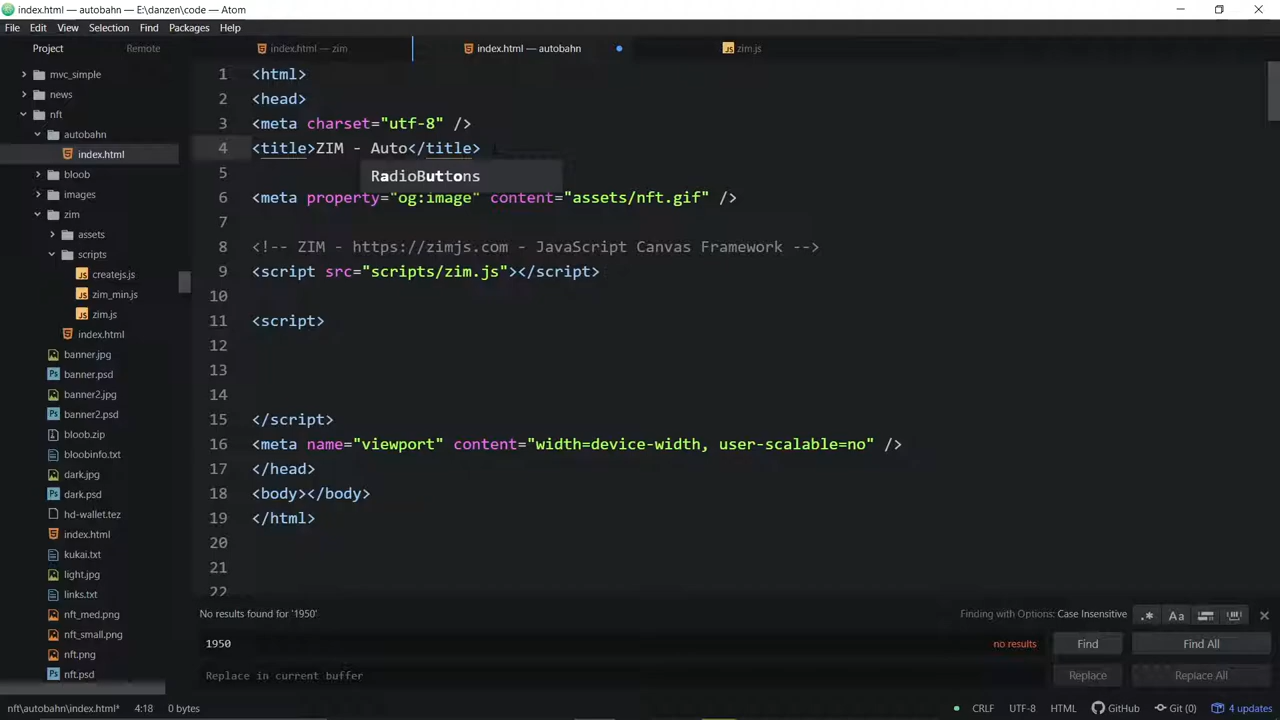 index.html — autobahn — E:\danzen\code — Atom
File Edit View Selection Find Packages Help
Project Remote
index.html — zim
index.html — autobahn
zim.js
mvc_simple
news
nft
autobahn
index.html
bloob
images
zim
assets
scripts
createjs.js
zim_min.js
zim.js
index.html
banner.jpg
banner.psd
banner2.jpg
banner2.psd
bloob.zip
bloobinfo.txt
dark.jpg
dark.psd
hd-wallet.tez
index.html
kukai.txt
light.jpg
links.txt
nft_med.png
nft_small.png
nft.png
nft.psd
1 <html>
2 <head>
3 <meta charset="utf-8" />
4 <title>ZIM - Auto</title>
RadioButtons
5
6 <meta property="og:image" content="assets/nft.gif" />
7
8 <!-- ZIM - https://zimjs.com - JavaScript Canvas Framework -->
9 <script src="scripts/zim.js"></script>
10
11 <script>
12
13
14
15 </script>
16 <meta name="viewport" content="width=device-width, user-scalable=no" />
17 </head>
18 <body></body>
19 </html>
20
21
22
No results found for '1950'
Finding with Options: Case Insensitive
.* Aa
1950 no results Find Find All
Replace in current buffer Replace Replace All
nft\autobahn\index.html* 4:18 0 bytes CRLF UTF-8 HTML GitHub Git (0) 4 updates